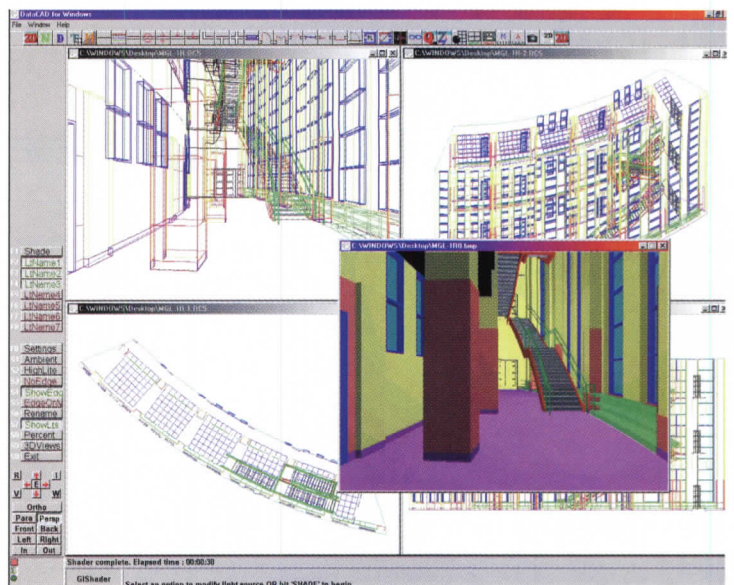 DataCAD for Windows
File Window Help
C:\WINDOWS\Desktop\MGL-1R.DCS
C:\WINDOWS\Desktop\MGL-1R-2.DCS
C:\WINDOWS\Desktop\MGL-1R0.bmp
C:\WINDOWS\Desktop\MGL-1R-1.DCS
Shade
LtName1
LtName2
LtName3
LtName4
LtName5
LtName6
LtName7
Settings
Ambient
HighLite
NoEdge
ShowEdg
EdgeOnly
Rename
ShowLts
Percent
3DViews
Exit
R I
E
V W
Ortho
Para Persp
Front Back
Left Right
In Out
Shader complete. Elapsed time : 00:00:30
GlShader
Select an option to modify light source OR hit 'SHADE' to begin